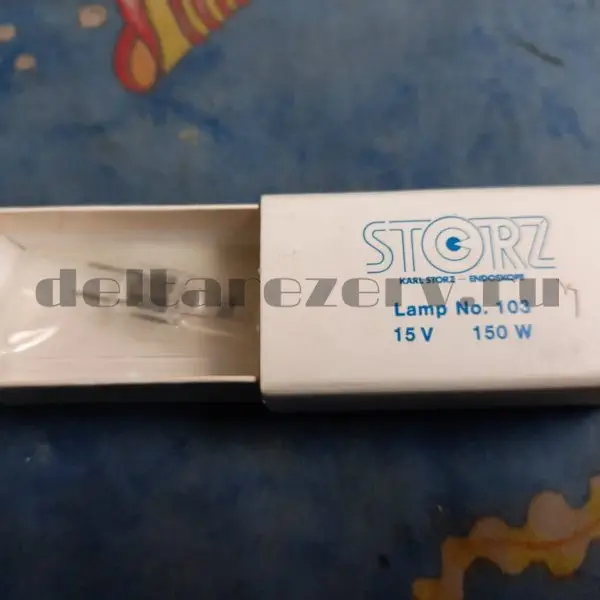 STORZ
KARL STORZ — ENDOSKOPE
deltarezerv.ru
Lamp No. 103
15 V 150 W